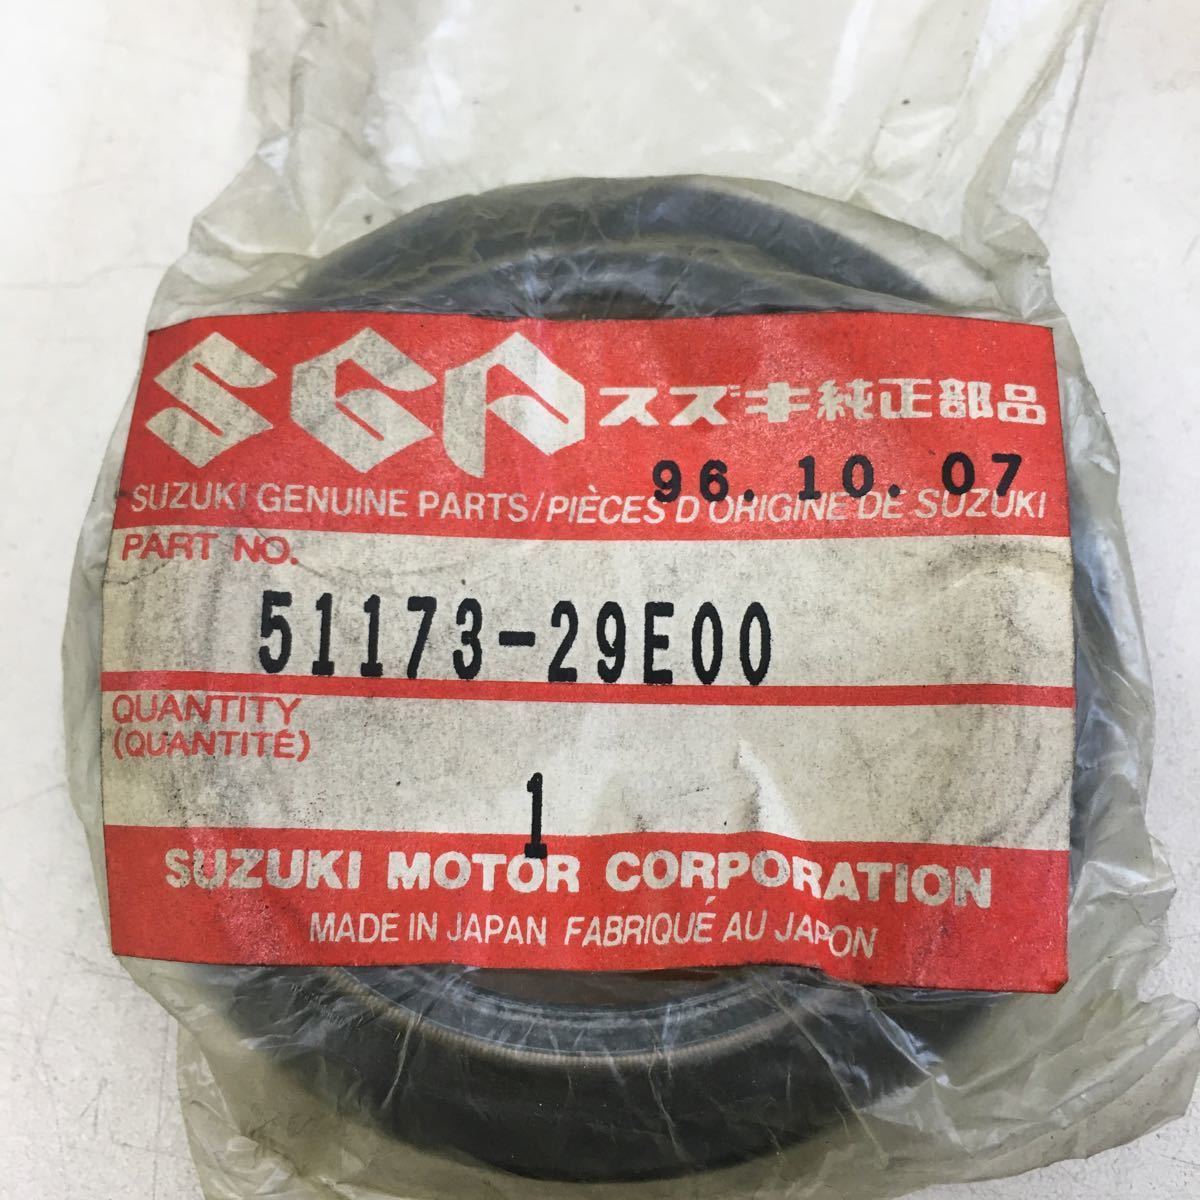 SGP スズキ純正部品
96.10.07
SUZUKI GENUINE PARTS/PIÈCES D'ORIGINE DE SUZUKI
PART NO.
51173-29E00
QUANTITY
(QUANTITÉ)
1
SUZUKI MOTOR CORPORATION
MADE IN JAPAN FABRIQUÉ AU JAPON